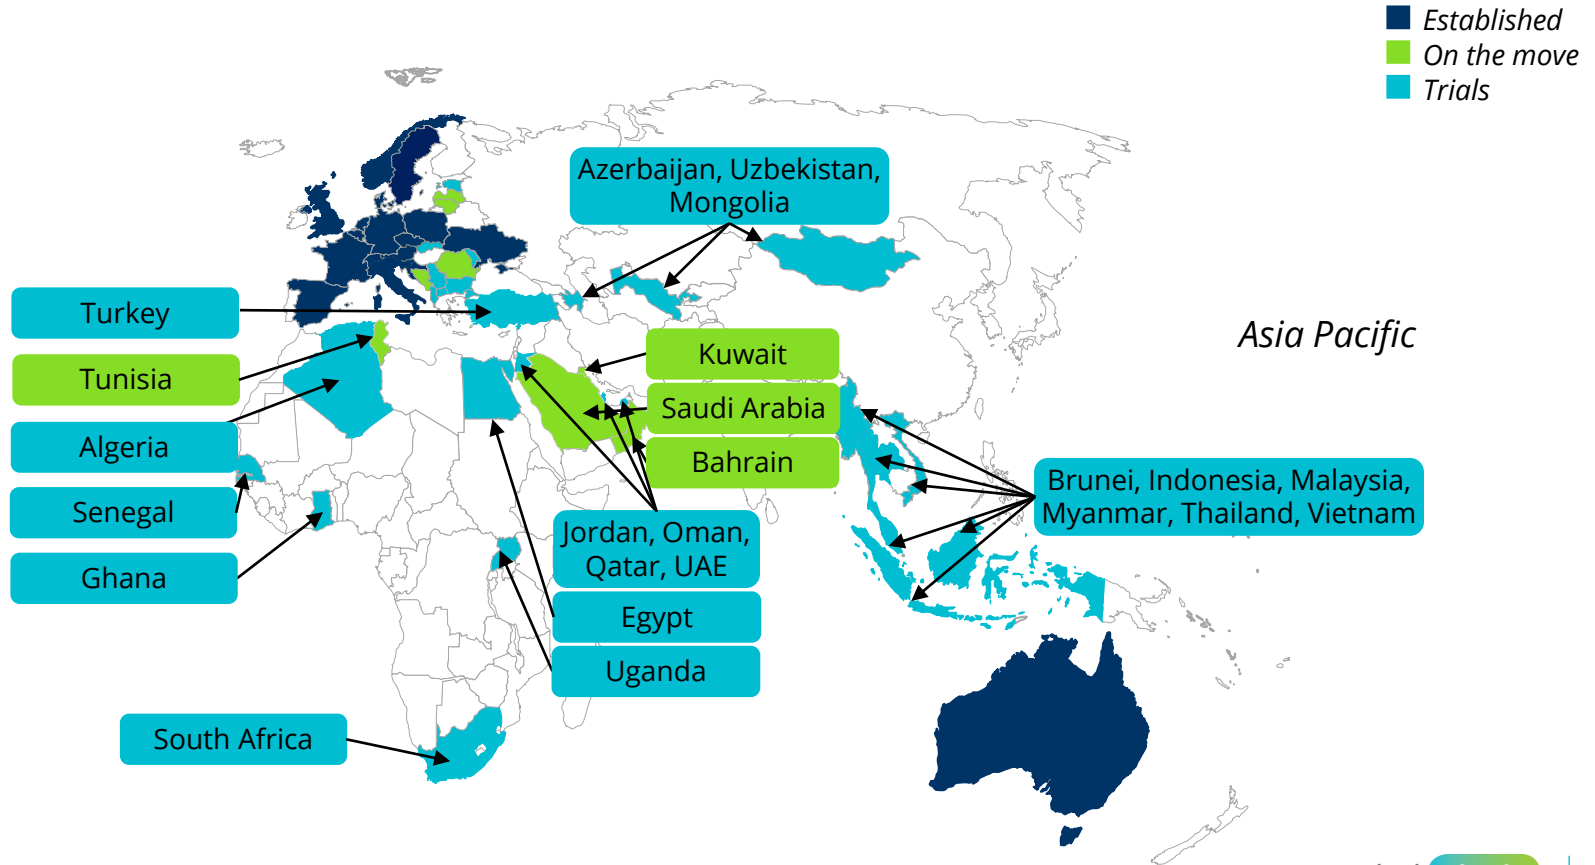 Established
On the move
Trials
Azerbaijan, Uzbekistan,
Mongolia
Turkey
Tunisia
Algeria
Senegal
Ghana
South Africa
Kuwait
Saudi Arabia
Bahrain
Jordan, Oman,
Qatar, UAE
Egypt
Uganda
Asia Pacific
Brunei, Indonesia, Malaysia,
Myanmar, Thailand, Vietnam